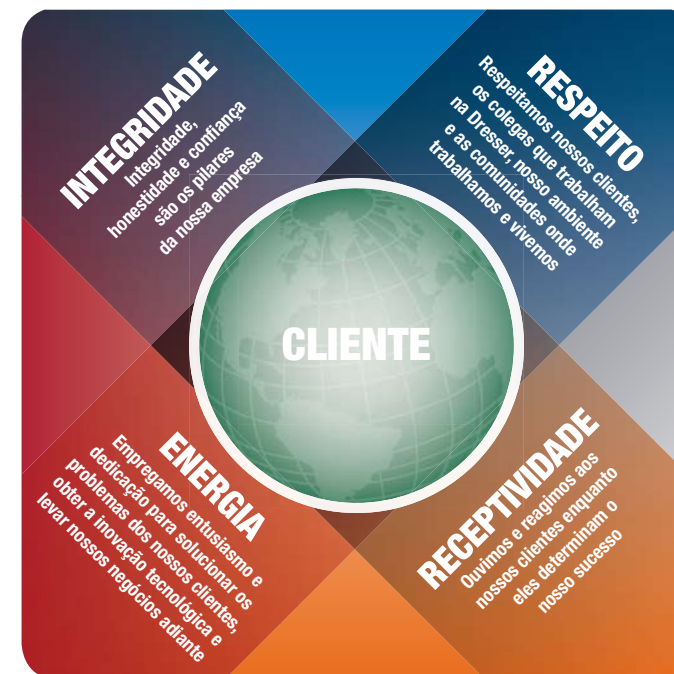 INTEGRIDADE
Integridade,
honestidade e confiança
são os pilares
da nossa empresa
RESPEITO
Respeitamos nossos clientes,
os colegas que trabalham
na Dresser, nosso ambiente
e as comunidades onde
trabalhamos e vivemos
CLIENTE
ENERGIA
Empregamos entusiasmo e
dedicação para solucionar os
problemas dos nossos clientes,
obter a inovação tecnológica e
levar nossos negócios adiante
RECEPTIVIDADE
Ouvimos e reagimos aos
nossos clientes enquanto
eles determinam o
nosso sucesso